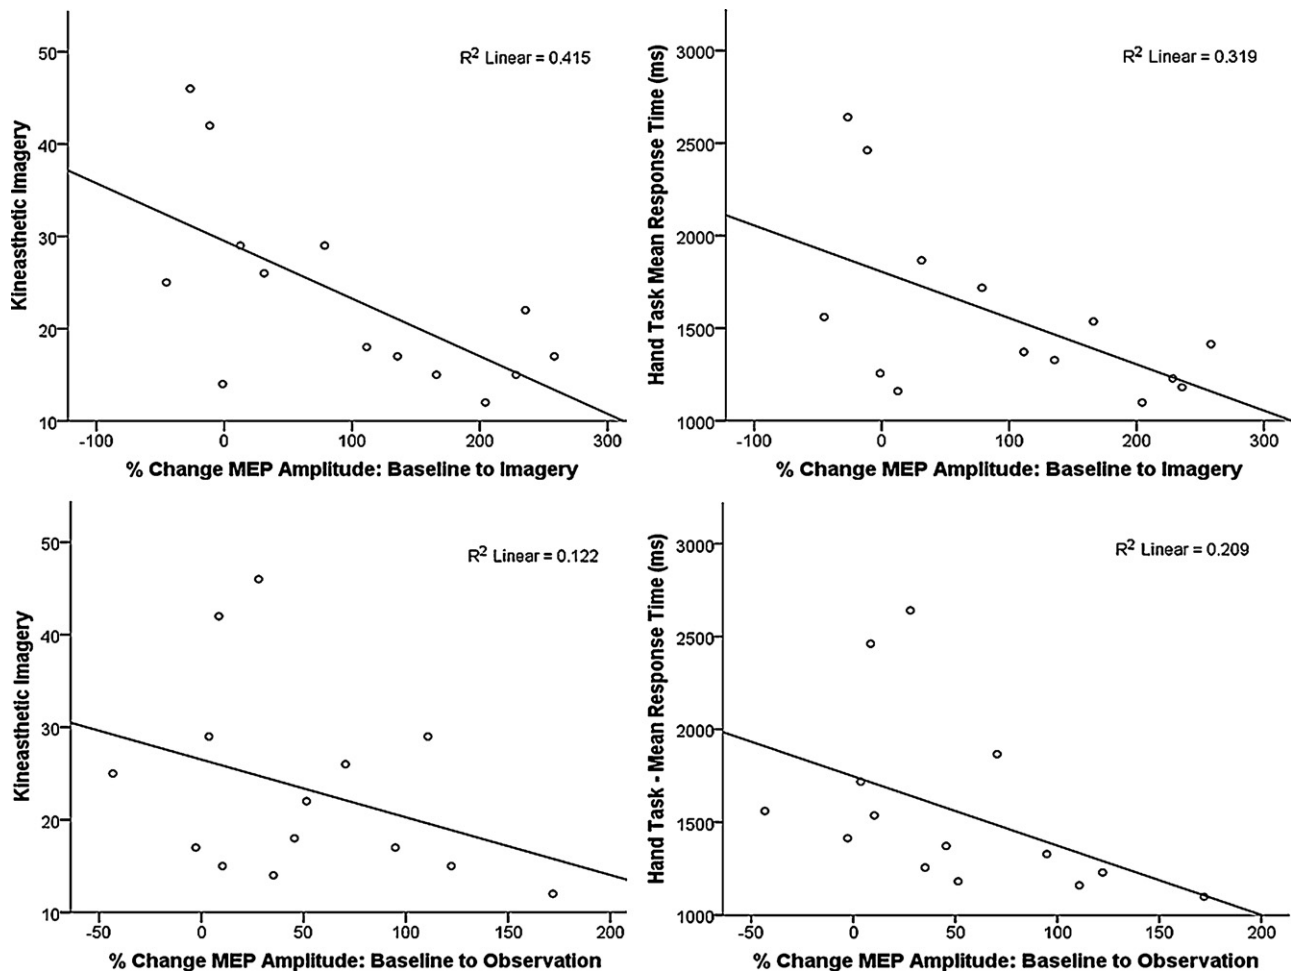 R2 Linear = 0.415
Kineasthetic Imagery
50
40
30
20
10
-100 0 100 200 300
% Change MEP Amplitude: Baseline to Imagery
R2 Linear = 0.319
Hand Task Mean Response Time (ms)
3000
2500
2000
1500
1000
-100 0 100 200 300
% Change MEP Amplitude: Baseline to Imagery
R2 Linear = 0.122
Kineasthetic Imagery
50
40
30
20
10
-50 0 50 100 150 200
% Change MEP Amplitude: Baseline to Observation
R2 Linear = 0.209
Hand Task - Mean Response Time (ms)
3000
2500
2000
1500
1000
-50 0 50 100 150 200
% Change MEP Amplitude: Baseline to Observation